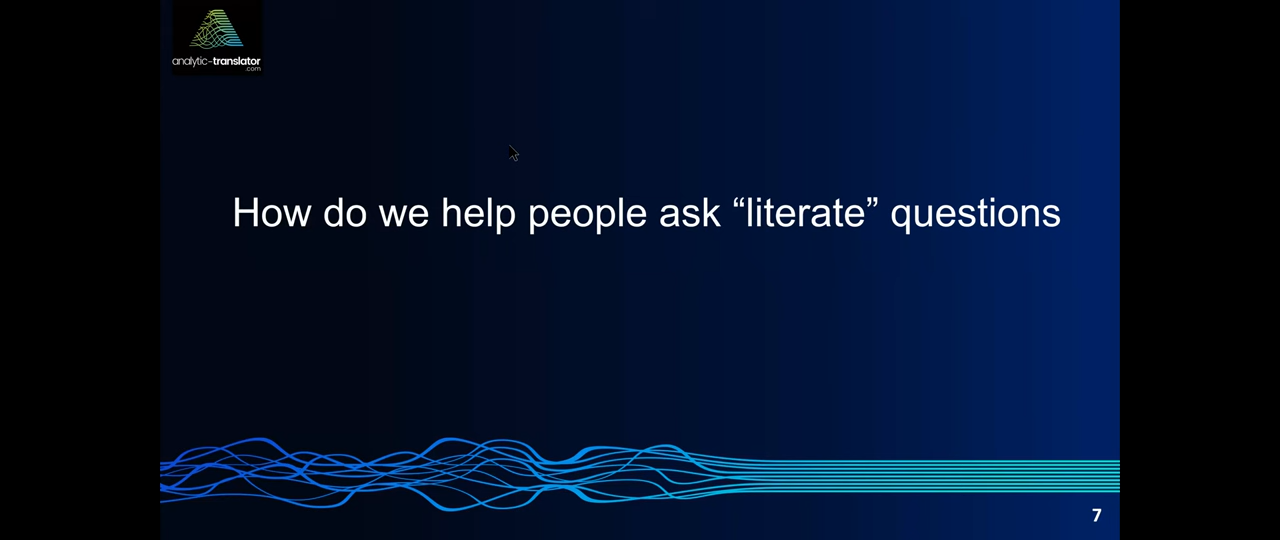 analytic-translator
.com
How do we help people ask “literate” questions
7